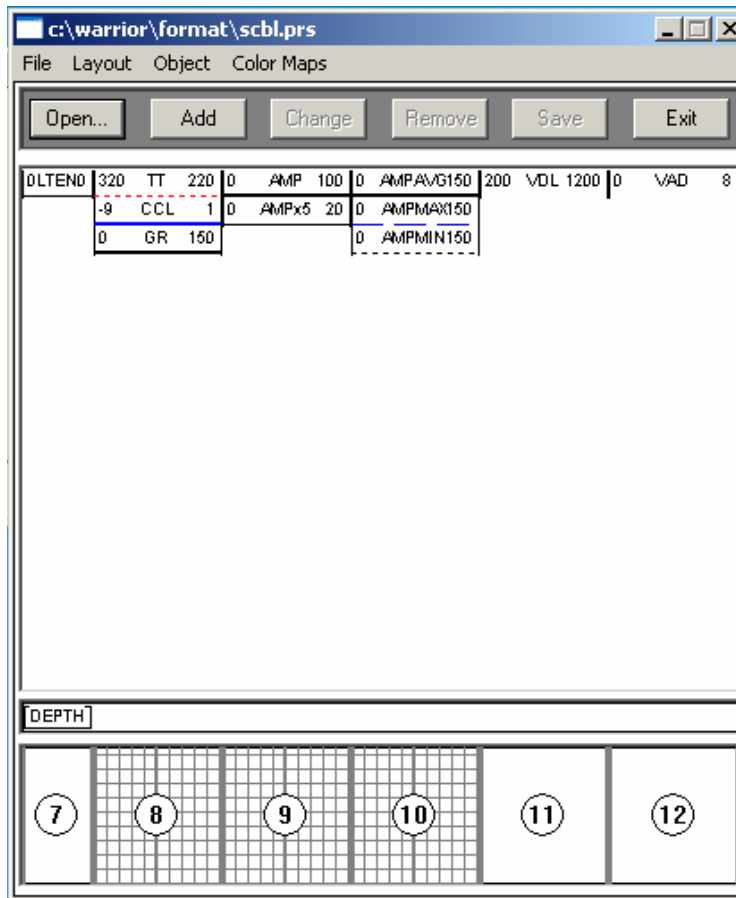 c:\warrior\format\scbl.prs
File Layout Object Color Maps
Open... Add Change Remove Save Exit
0LTEN0 320 TT 220 0 AMP 100 0 AMPAVG150 200 VDL 1200 0 VAD 8
-9 CCL 1 0 AMPx5 20 0 AMPMAX150
0 GR 150 0 AMPMIN150
[DEPTH]
7 8 9 10 11 12